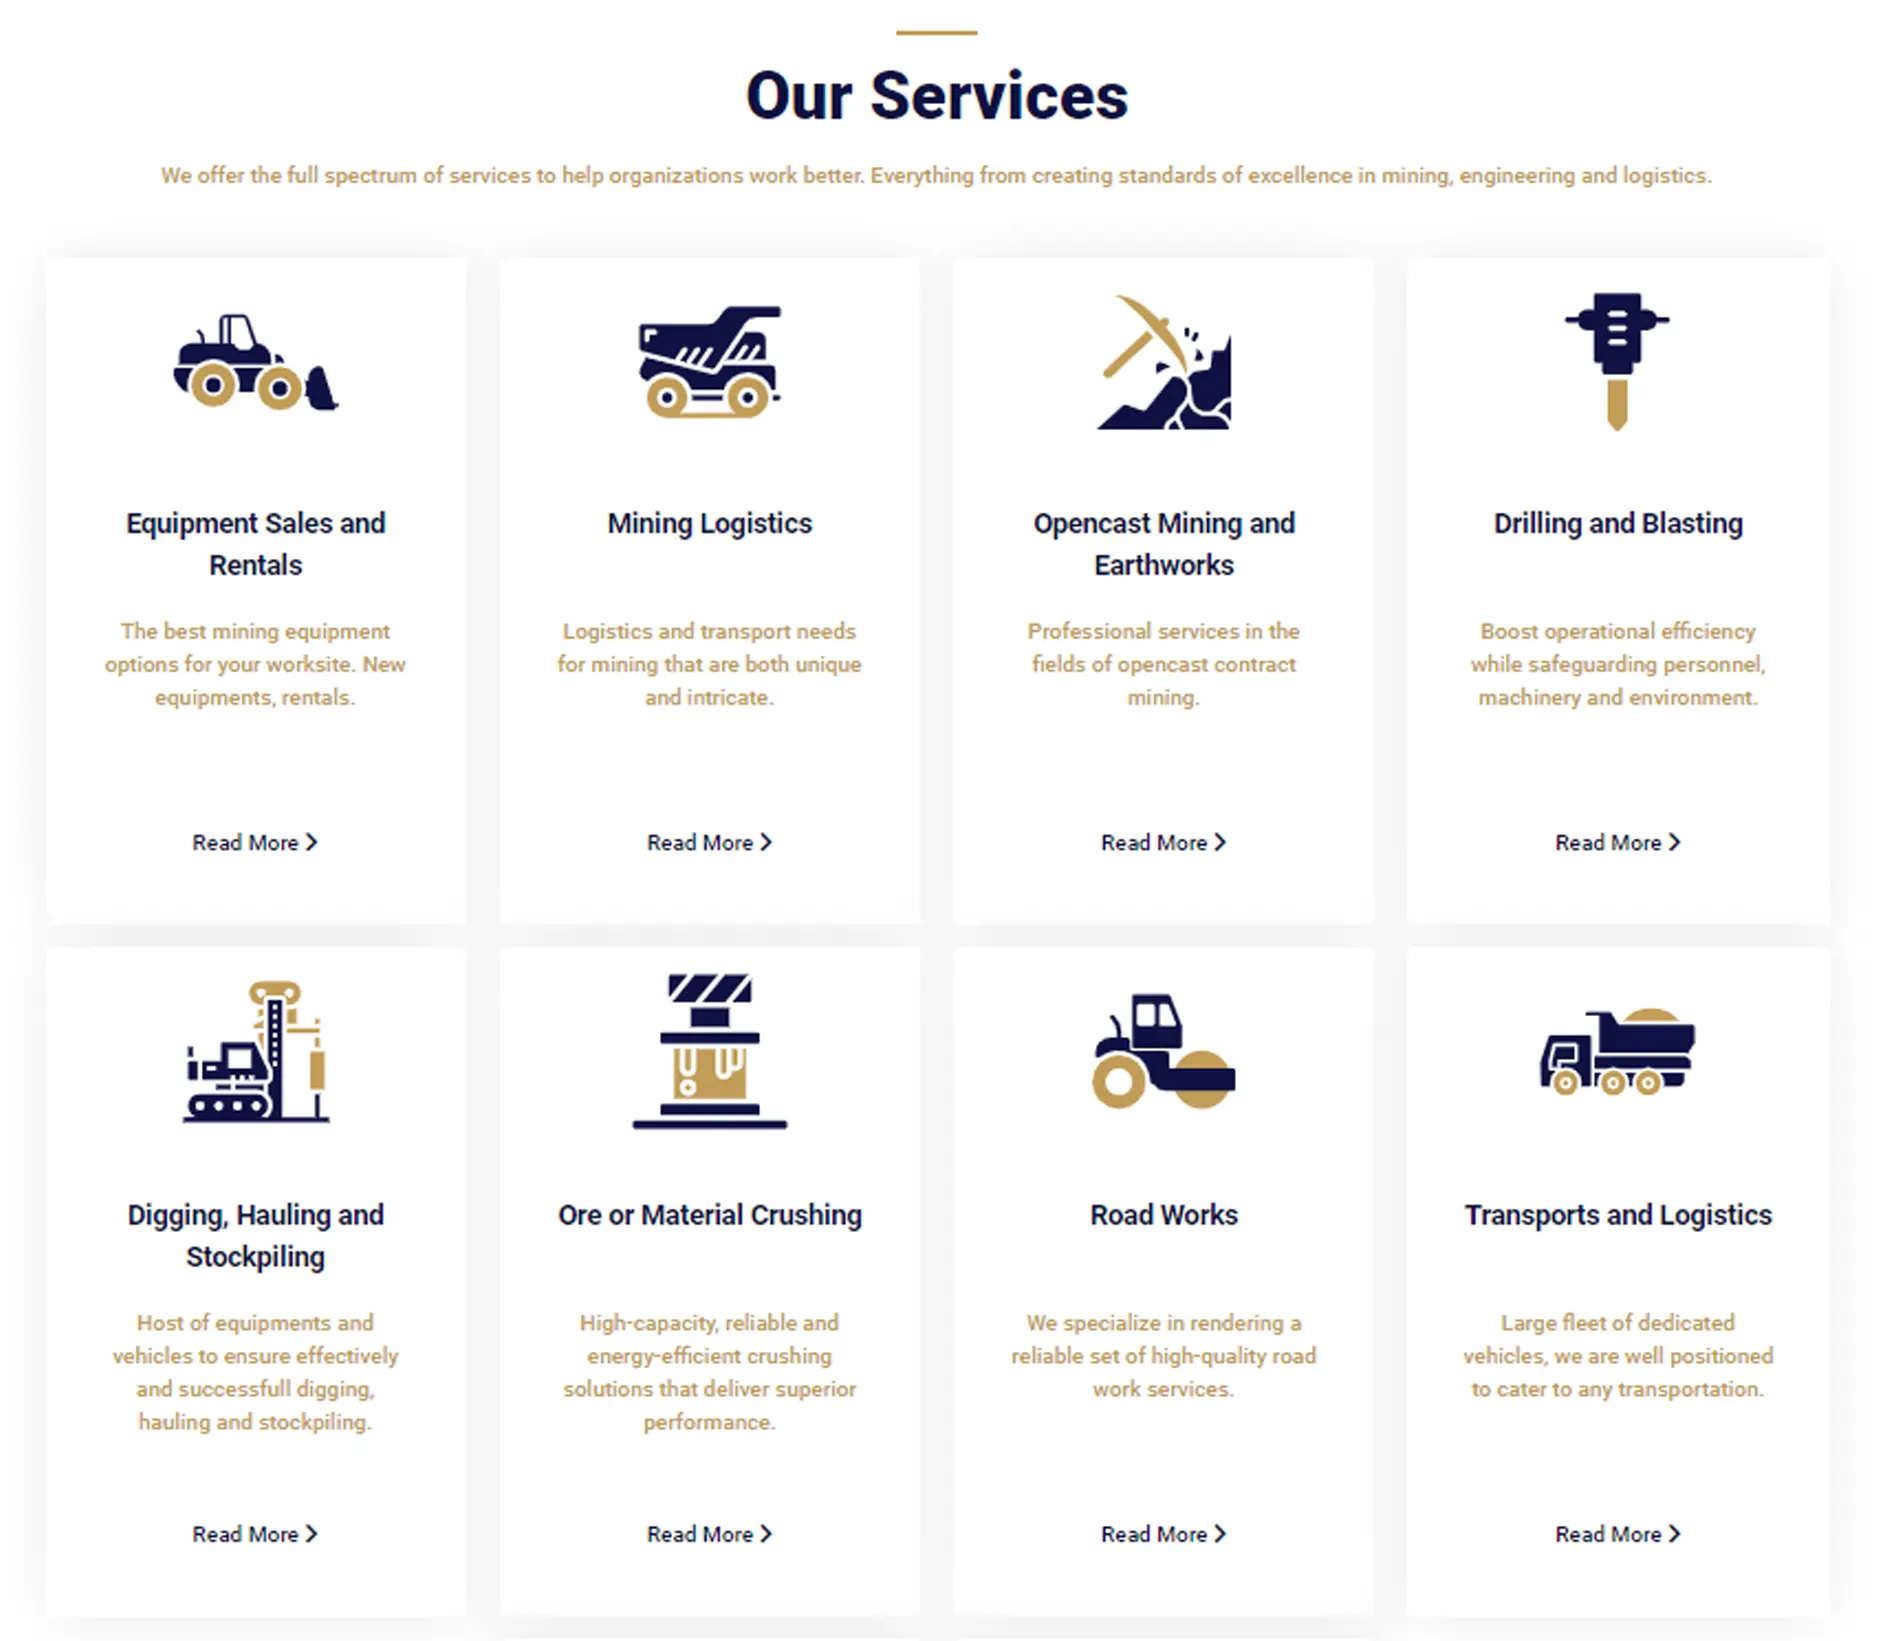 Our Services
We offer the full spectrum of services to help organizations work better. Everything from creating standards of excellence in mining, engineering and logistics.
Equipment Sales and
Rentals
The best mining equipment
options for your worksite. New
equipments, rentals.
Read More
Mining Logistics
Logistics and transport needs
for mining that are both unique
and intricate.
Read More
Opencast Mining and
Earthworks
Professional services in the
fields of opencast contract
mining.
Read More
Drilling and Blasting
Boost operational efficiency
while safeguarding personnel,
machinery and environment.
Read More
Digging, Hauling and
Stockpiling
Host of equipments and
vehicles to ensure effectively
and successfull digging,
hauling and stockpiling.
Read More
Ore or Material Crushing
High-capacity, reliable and
energy-efficient crushing
solutions that deliver superior
performance.
Read More
Road Works
We specialize in rendering a
reliable set of high-quality road
work services.
Read More
Transports and Logistics
Large fleet of dedicated
vehicles, we are well positioned
to cater to any transportation.
Read More